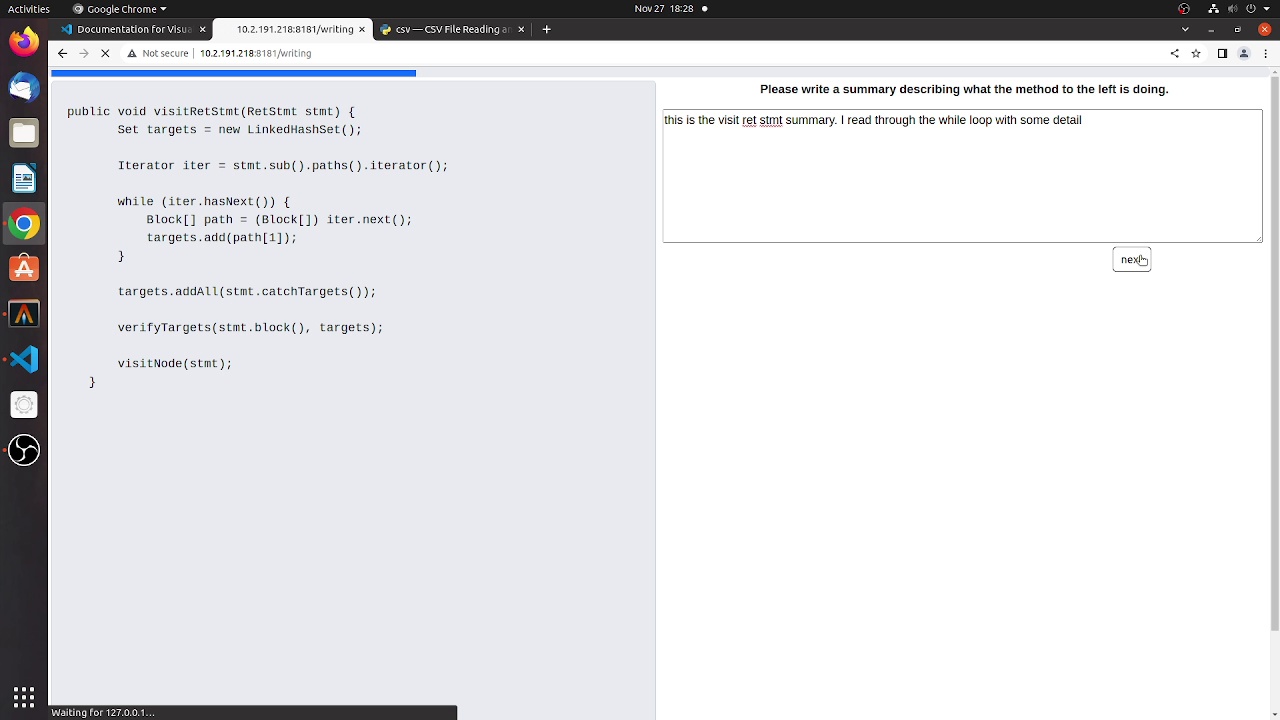 Activities
Google Chrome
Nov 27 18:28
Documentation for Visua
10.2.191.218:8181/writing
csv — CSV File Reading an
Not secure
10.2.191.218:8181/writing
public void visitRetStmt(RetStmt stmt) {
Set targets = new LinkedHashSet();
Iterator iter = stmt.sub().paths().iterator();
while (iter.hasNext()) {
Block[] path = (Block[]) iter.next();
targets.add(path[1]);
}
targets.addAll(stmt.catchTargets());
verifyTargets(stmt.block(), targets);
visitNode(stmt);
}
Please write a summary describing what the method to the left is doing.
this is the visit ret stmt summary. I read through the while loop with some detail
next
Waiting for 127.0.0.1...